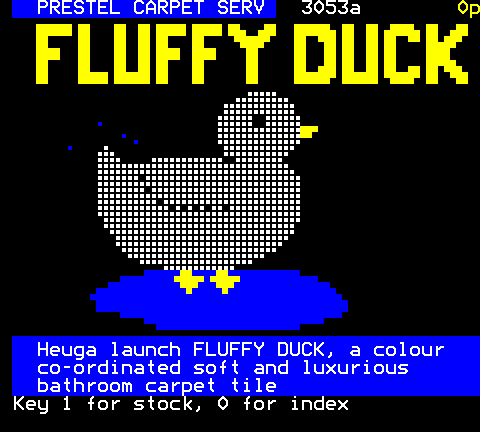 PRESTEL CARPET SERV 3053a 0p
FLUFFY DUCK
Heuga launch FLUFFY DUCK, a colour
co-ordinated soft and luxurious
bathroom carpet tile
Key 1 for stock, 0 for index